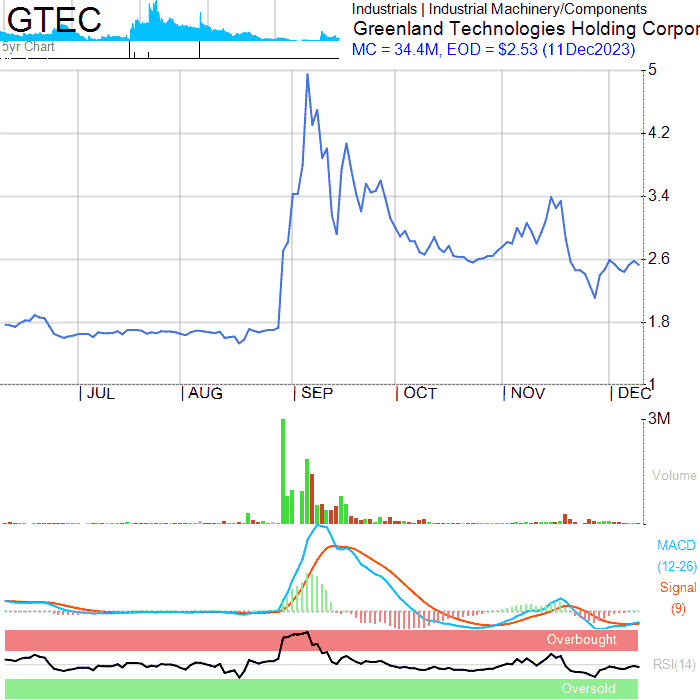 GTEC
Industrials | Industrial Machinery/Components
Greenland Technologies Holding Corpor
MC = 34.4M, EOD = $2.53 (11Dec2023)
5yr Chart
5
4.2
3.4
2.6
1.8
1
| JUL | AUG | SEP | OCT | NOV | DEC
3M
Volume
MACD
(12-26)
Signal
(9)
Overbought
RSI(14)
Oversold